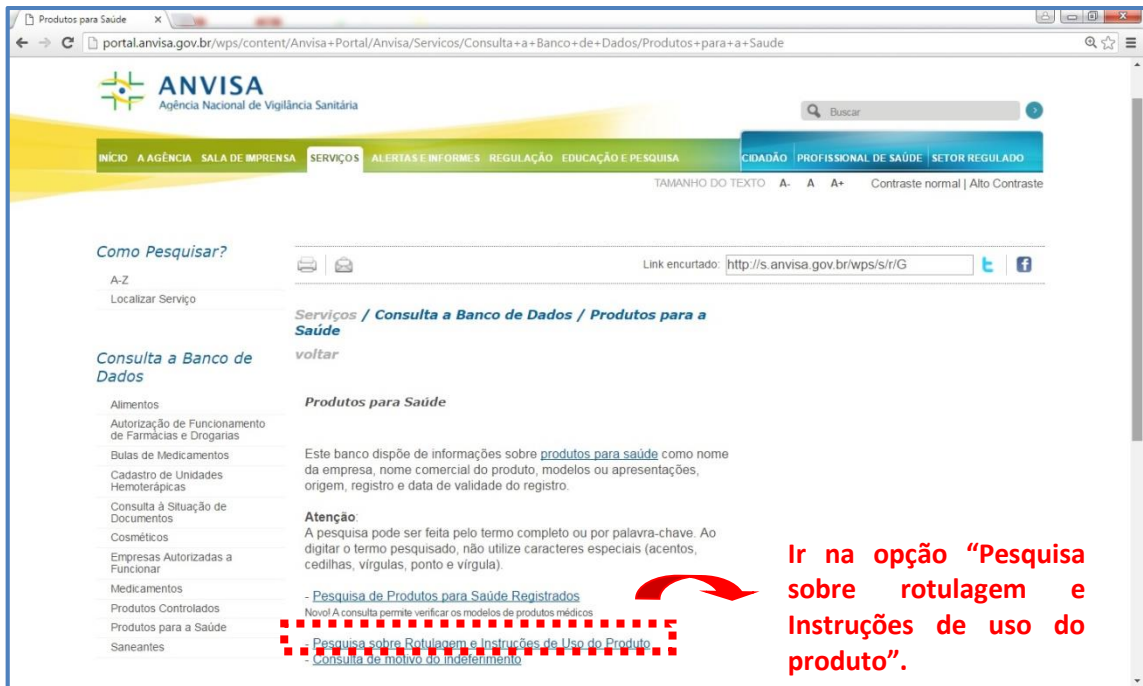 Produtos para Saúde
portal.anvisa.gov.br/wps/content/Anvisa+Portal/Anvisa/Servicos/Consulta+a+Banco+de+Dados/Produtos+para+a+Saude
ANVISA
Agência Nacional de Vigilância Sanitária
Buscar
INÍCIO A AGÊNCIA SALA DE IMPRENSA SERVIÇOS ALERTAS E INFORMES REGULAÇÃO EDUCAÇÃO E PESQUISA CIDADÃO PROFISSIONAL DE SAÚDE SETOR REGULADO
TAMANHO DO TEXTO A- A A+ Contraste normal | Alto Contraste
Como Pesquisar?
A-Z
Localizar Serviço
Consulta a Banco de
Dados
Alimentos
Autorização de Funcionamento
de Farmácias e Drogarias
Bulas de Medicamentos
Cadastro de Unidades
Hemoterápicas
Consulta à Situação de
Documentos
Cosméticos
Empresas Autorizadas a
Funcionar
Medicamentos
Produtos Controlados
Produtos para a Saúde
Saneantes
Link encurtado: http://s.anvisa.gov.br/wps/s/r/G
Serviços / Consulta a Banco de Dados / Produtos para a
Saúde
voltar
Produtos para Saúde
Este banco dispõe de informações sobre produtos para saúde como nome
da empresa, nome comercial do produto, modelos ou apresentações,
origem, registro e data de validade do registro.
Atenção:
A pesquisa pode ser feita pelo termo completo ou por palavra-chave. Ao
digitar o termo pesquisado, não utilize caracteres especiais (acentos,
cedilhas, vírgulas, ponto e vírgula).
- Pesquisa de Produtos para Saúde Registrados
Novo! A consulta permite verificar os modelos de produtos médicos
- Pesquisa sobre Rotulagem e Instruções de Uso do Produto
- Consulta de motivo do indeferimento
Ir na opção “Pesquisa
sobre rotulagem e
Instruções de uso do
produto”.